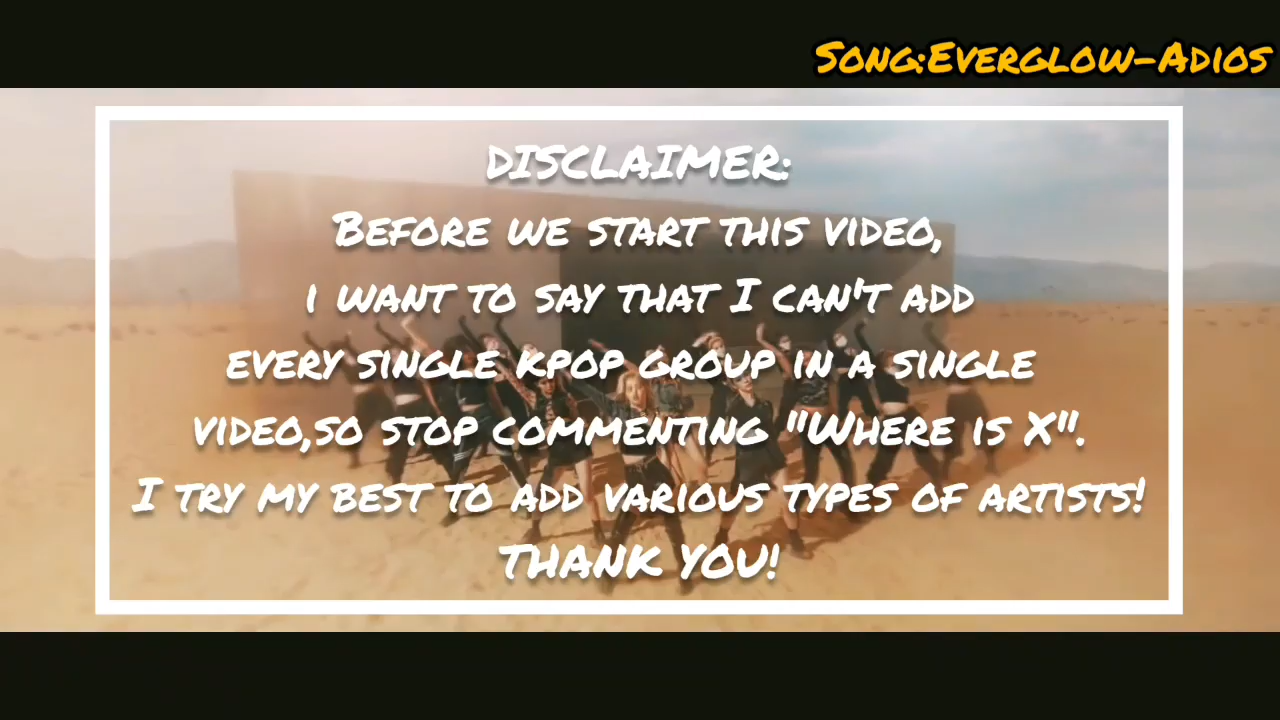 Song:Everglow-Adios
DISCLAIMER:
Before we start this video,
i want to say that I can't add
every single kpop group in a single
video,so stop commenting "Where is X".
I try my best to add various types of artists!
THANK YOU!